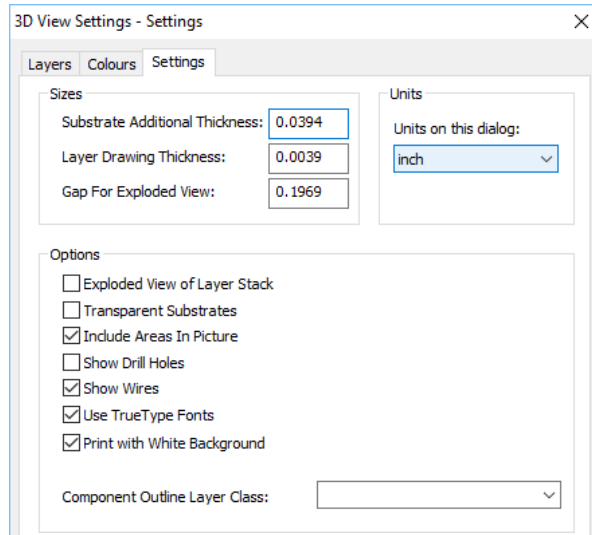 3D View Settings - Settings
Layers Colours Settings
Sizes
Substrate Additional Thickness: 0.0394
Layer Drawing Thickness: 0.0039
Gap For Exploded View: 0.1969
Units
Units on this dialog:
inch
Options
Exploded View of Layer Stack
Transparent Substrates
Include Areas In Picture
Show Drill Holes
Show Wires
Use TrueType Fonts
Print with White Background
Component Outline Layer Class: